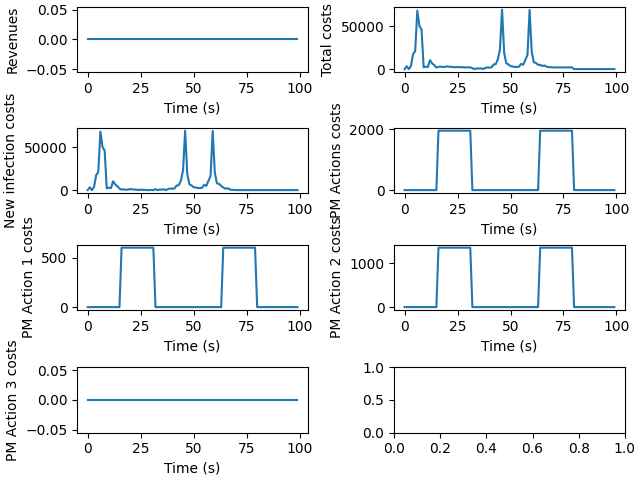 Revenues
0.05
0.00
−0.05
0 25 50 75 100
Time (s)
Total costs
50000
0
0 25 50 75 100
Time (s)
New infection costs
50000
0
0 25 50 75 100
Time (s)
PM Actions costs
2000
0
0 25 50 75 100
Time (s)
PM Action 1 costs
500
0
0 25 50 75 100
Time (s)
PM Action 2 costs
1000
0
0 25 50 75 100
Time (s)
PM Action 3 costs
0.05
0.00
−0.05
0 25 50 75 100
Time (s)
1.0
0.5
0.0
0.0 0.2 0.4 0.6 0.8 1.0